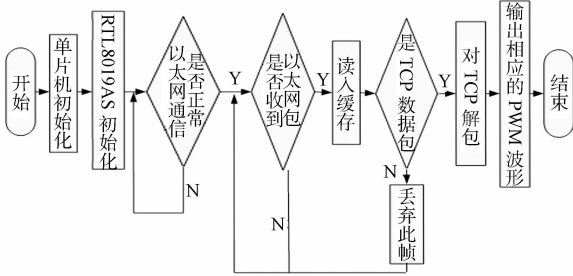 开始
单片机初始化
RTL8019AS 初始化
以太网通信
是否正常
N
Y
是否收到
以太网包
N
Y
读入缓存
是 TCP 数据包
N
丢弃此帧
Y
对 TCP 解包
输出相应的 PWM 波形
结束